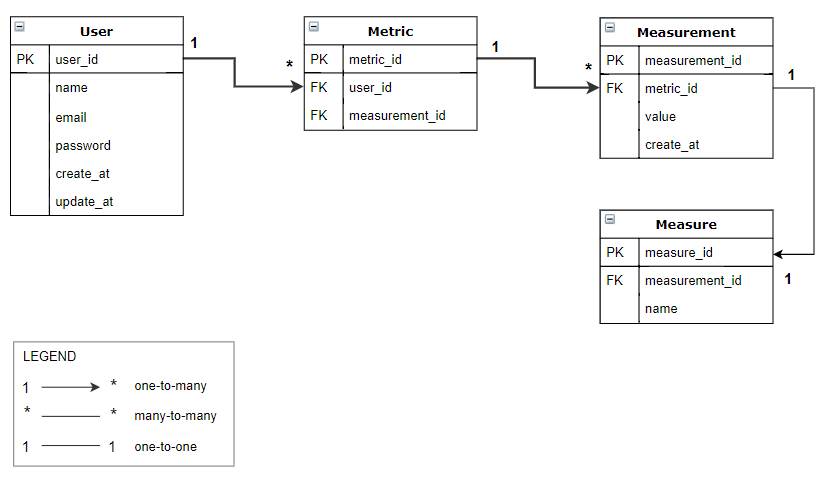 User
PK user_id
name
email
password
create_at
update_at
1
*
Metric
PK metric_id
FK user_id
FK measurement_id
1
*
Measurement
PK measurement_id
FK metric_id
value
create_at
1
Measure
PK measure_id
FK measurement_id
name
1
LEGEND
1 * one-to-many
* * many-to-many
1 1 one-to-one